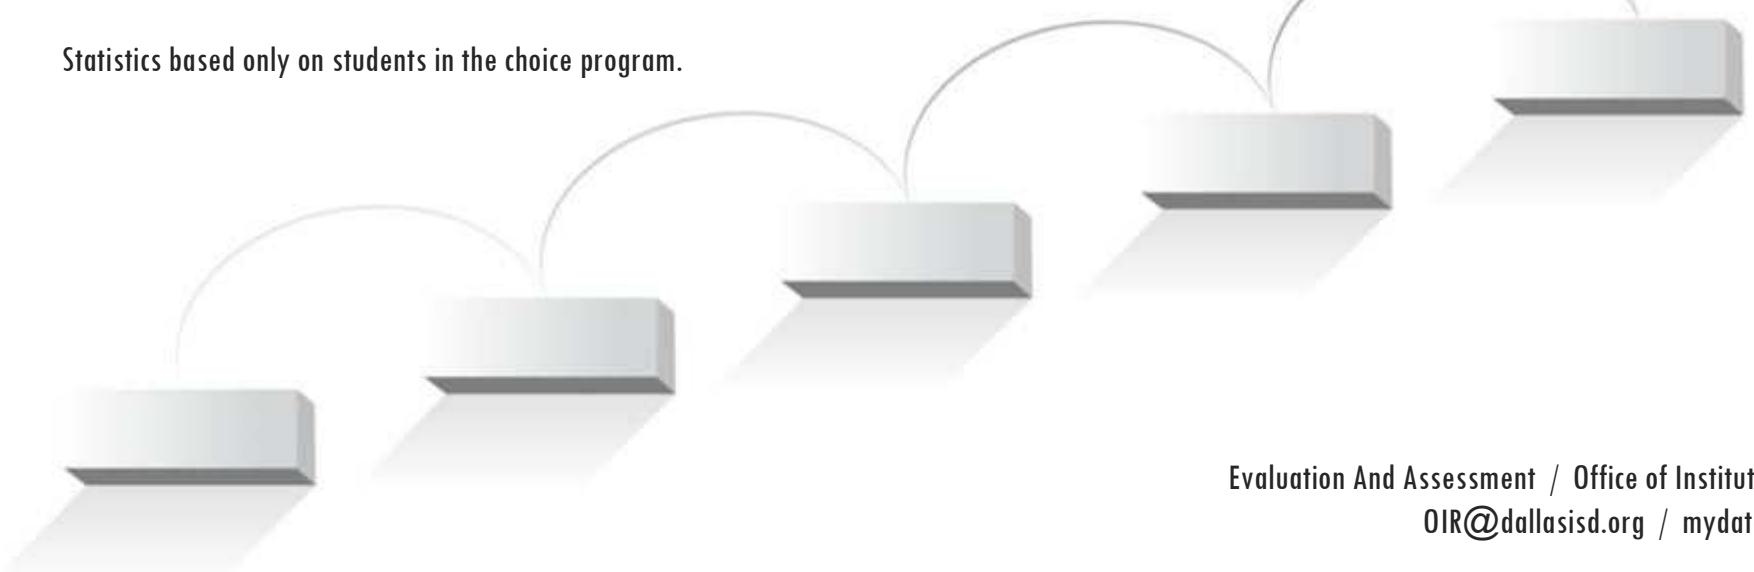 Statistics based only on students in the choice program.
Evaluation And Assessment / Office of Institut
OIR@dallasisd.org / mydat